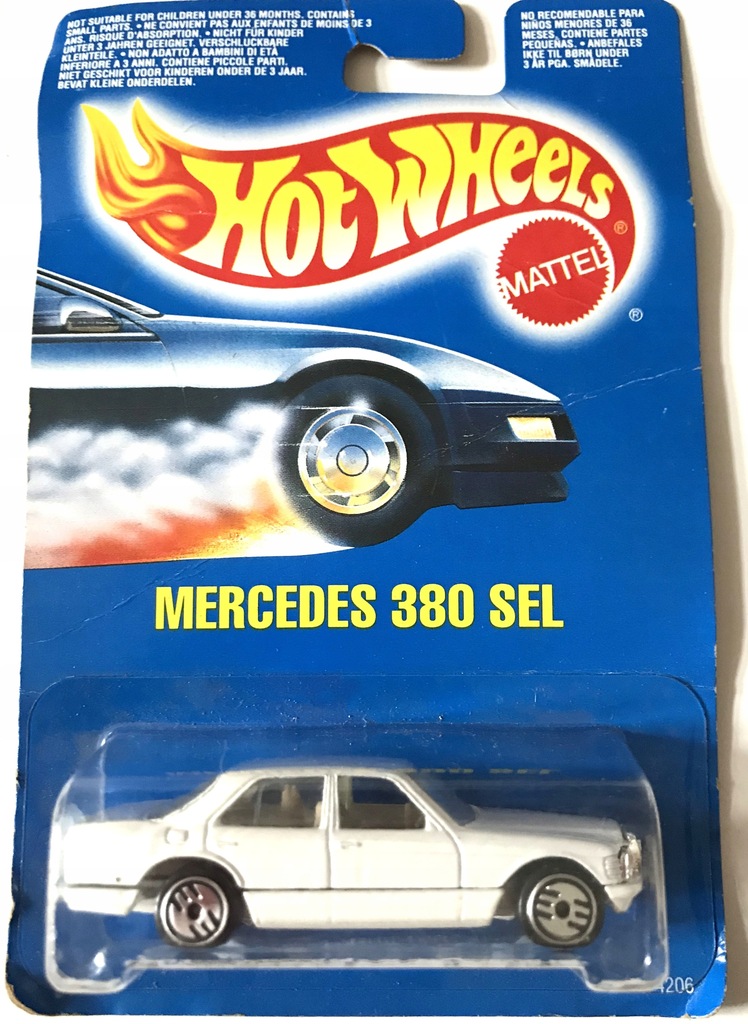 NOT SUITABLE FOR CHILDREN UNDER 36 MONTHS. CONTAINS
SMALL PARTS. • NE CONVIENT PAS AUX ENFANTS DE MOINS DE 3
ANS. RISQUE D'ABSORPTION. • NICHT FÜR KINDER
UNTER 3 JAHREN GEEIGNET. VERSCHLUCKBARE
KLEINTEILE. • NON ADATTO A BAMBINI DI ETÀ
INFERIORE A 3 ANNI. CONTIENE PICCOLE PARTI.
NIET GESCHIKT VOOR KINDEREN ONDER DE 3 JAAR.
BEVAT KLEINE ONDERDELEN.
NO RECOMENDABLE PARA
NIÑOS MENORES DE 36
MESES, CONTIENE PARTES
PEQUEÑAS. • ANBEFALES
IKKE TIL BØRN UNDER
3 ÅR PGA. SMÅDELE.
HOT WHEELS ®
MATTEL
®
MERCEDES 380 SEL
4206